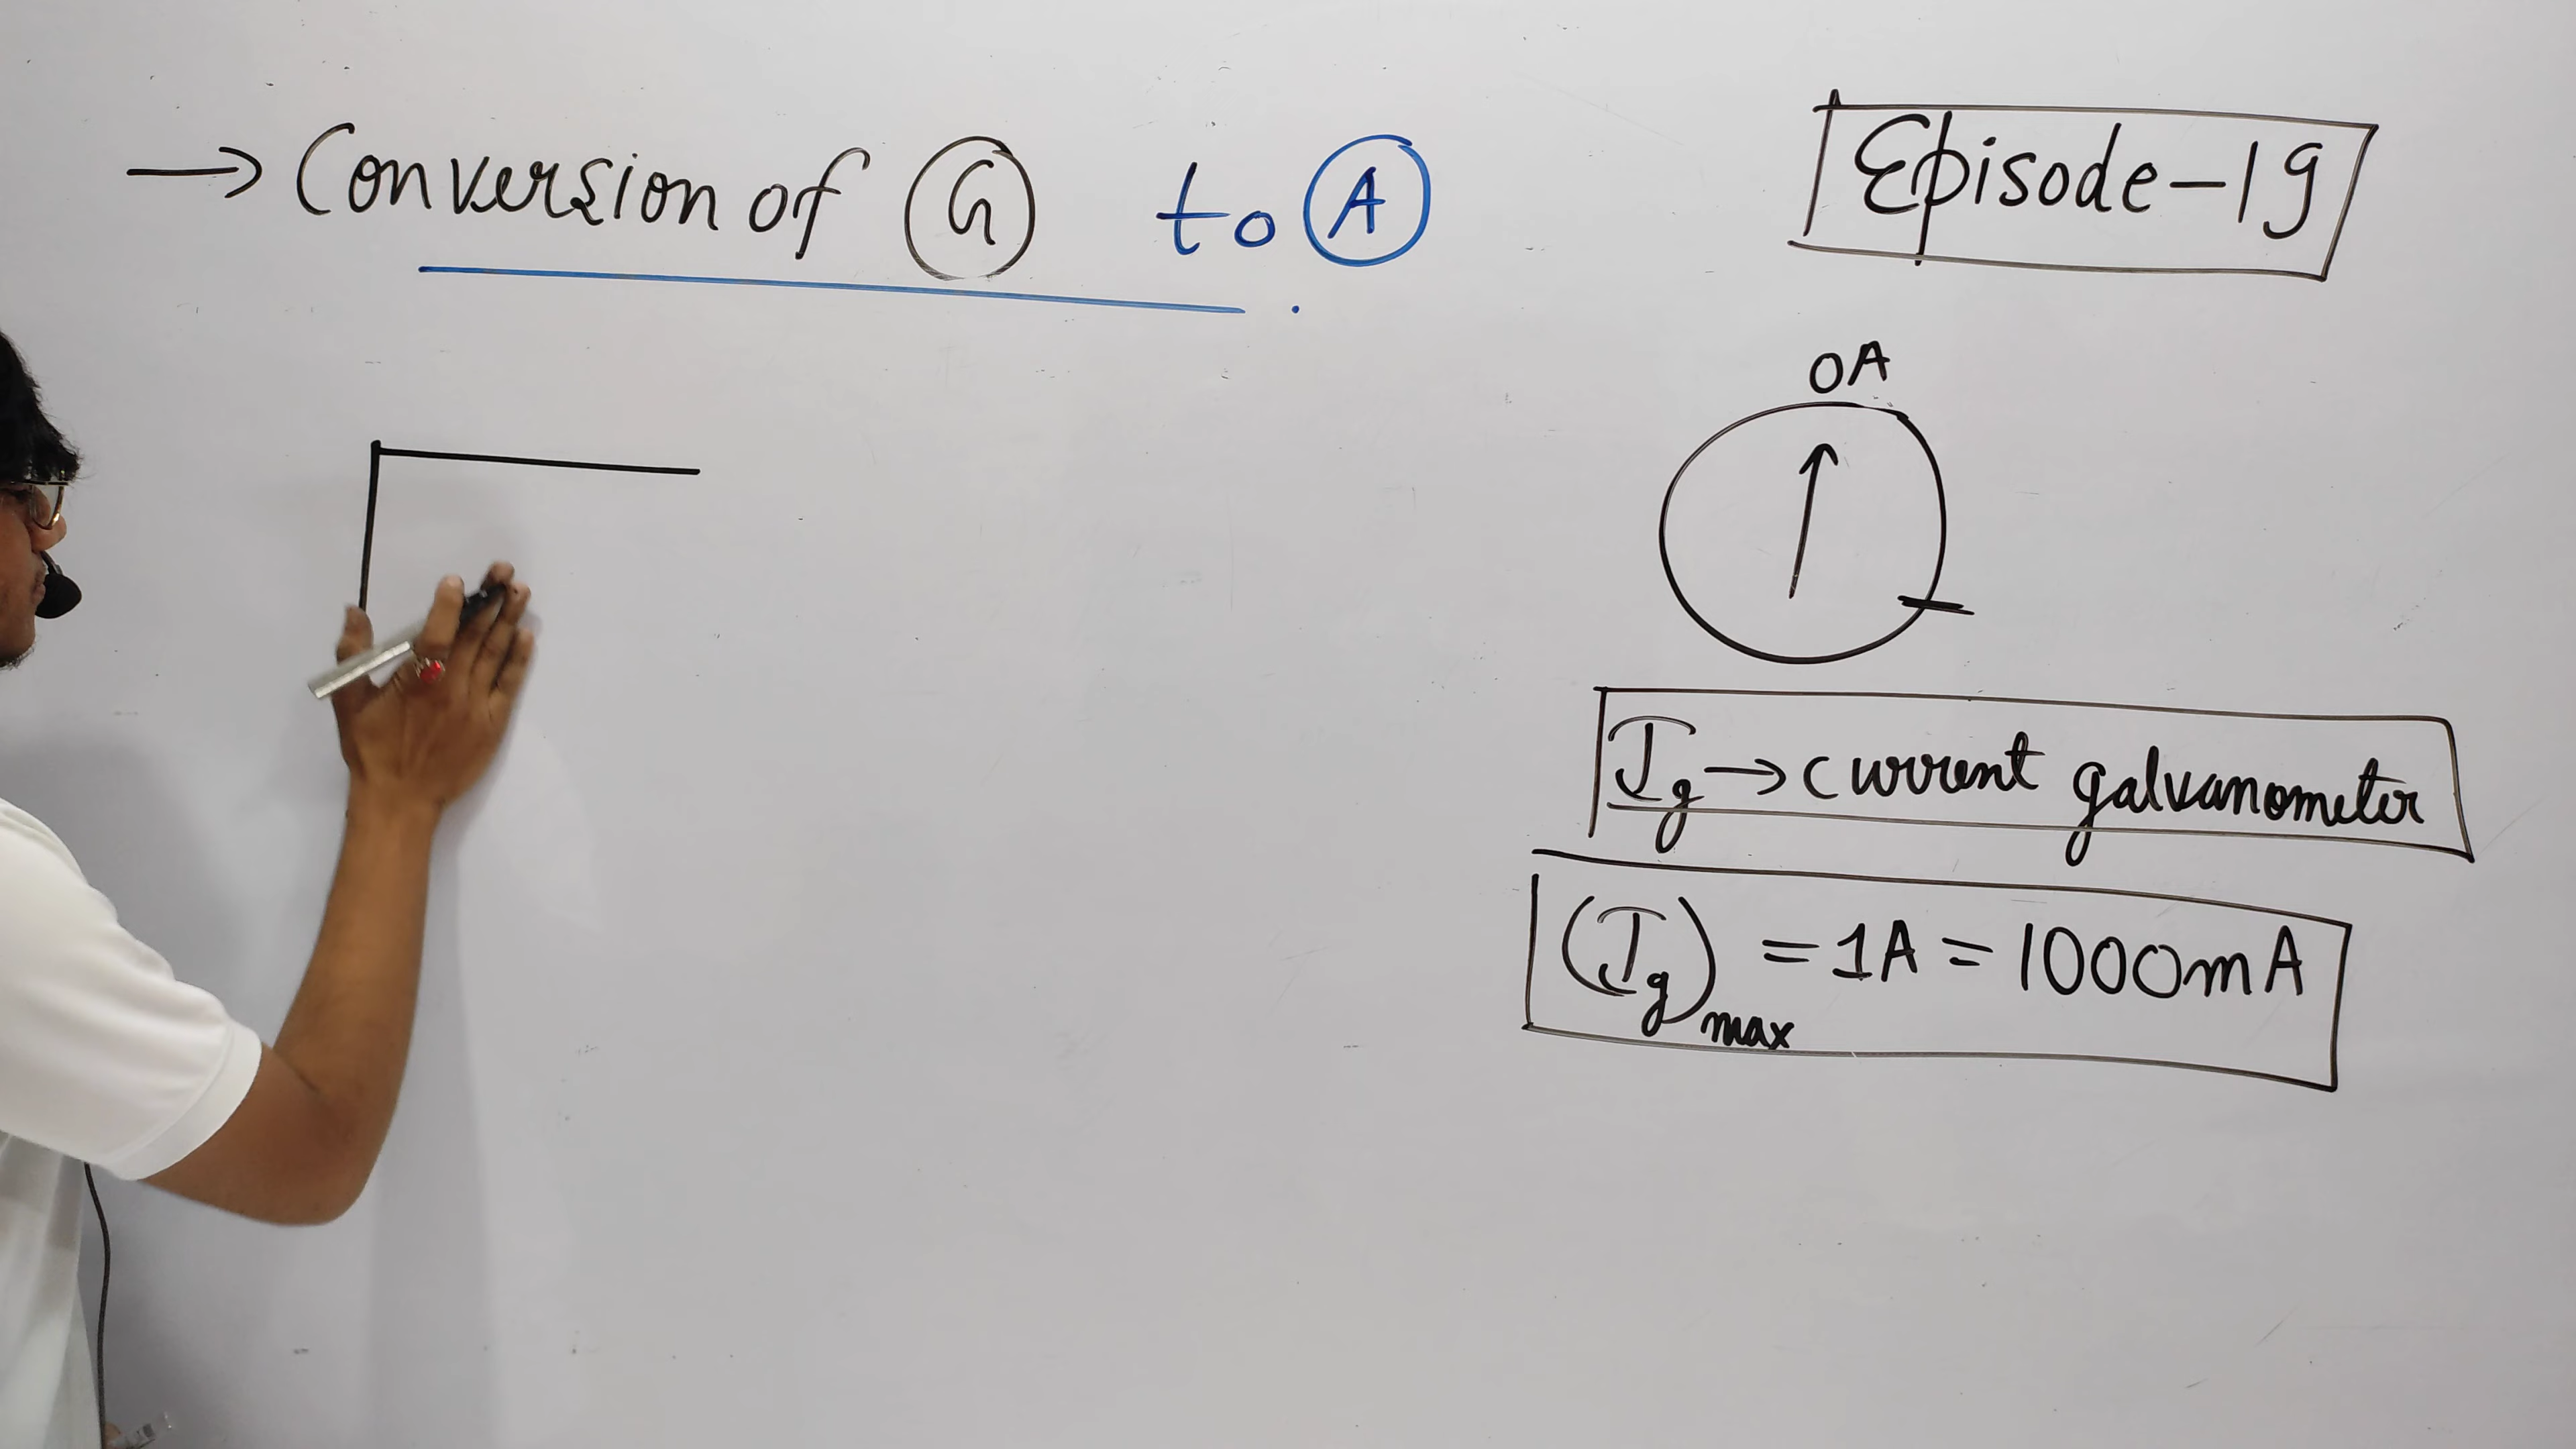 → Conversion of G to A
Episode-19
0A
Ig → current galvanometer
(Ig)max = 1A = 1000mA